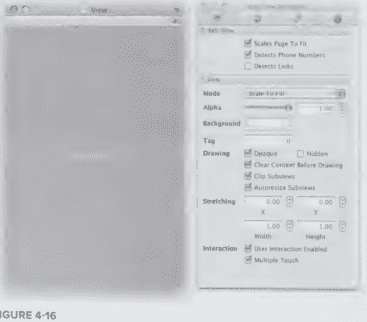 View
Scales Page To Fit
Detects Phone Numbers
Detects Links
View
Mode Scale To Fill
Alpha 1.00
Background
Tag 0
Drawing Opaque Hidden
Clear Context Before Drawing
Clip Subviews
Autoresize Subviews
Stretching 0.00 0.00
X Y
1.00 1.00
Width Height
Interaction User Interaction Enabled
Multiple Touch
IGURE 4-16